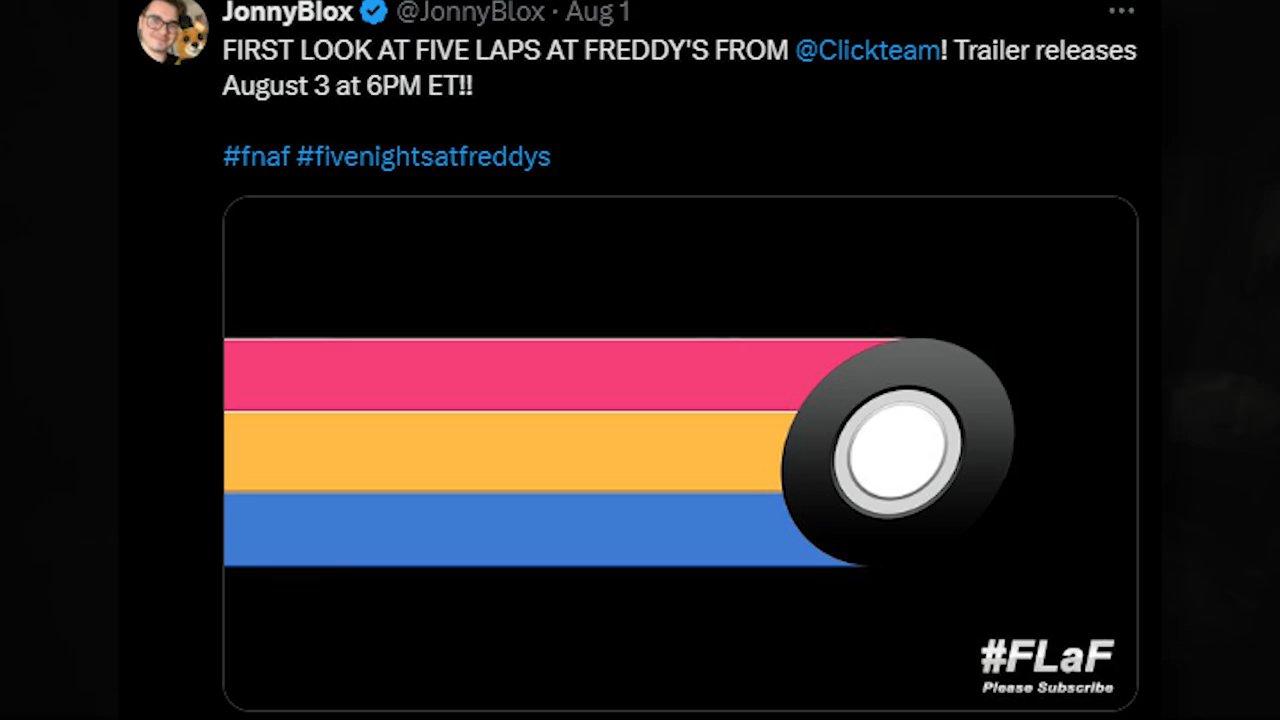 JonnyBlox @JonnyBlox · Aug 1
FIRST LOOK AT FIVE LAPS AT FREDDY'S FROM @Clickteam! Trailer releases
August 3 at 6PM ET!!
#fnaf #fivenightsatfreddys
#FLaF
Please Subscribe